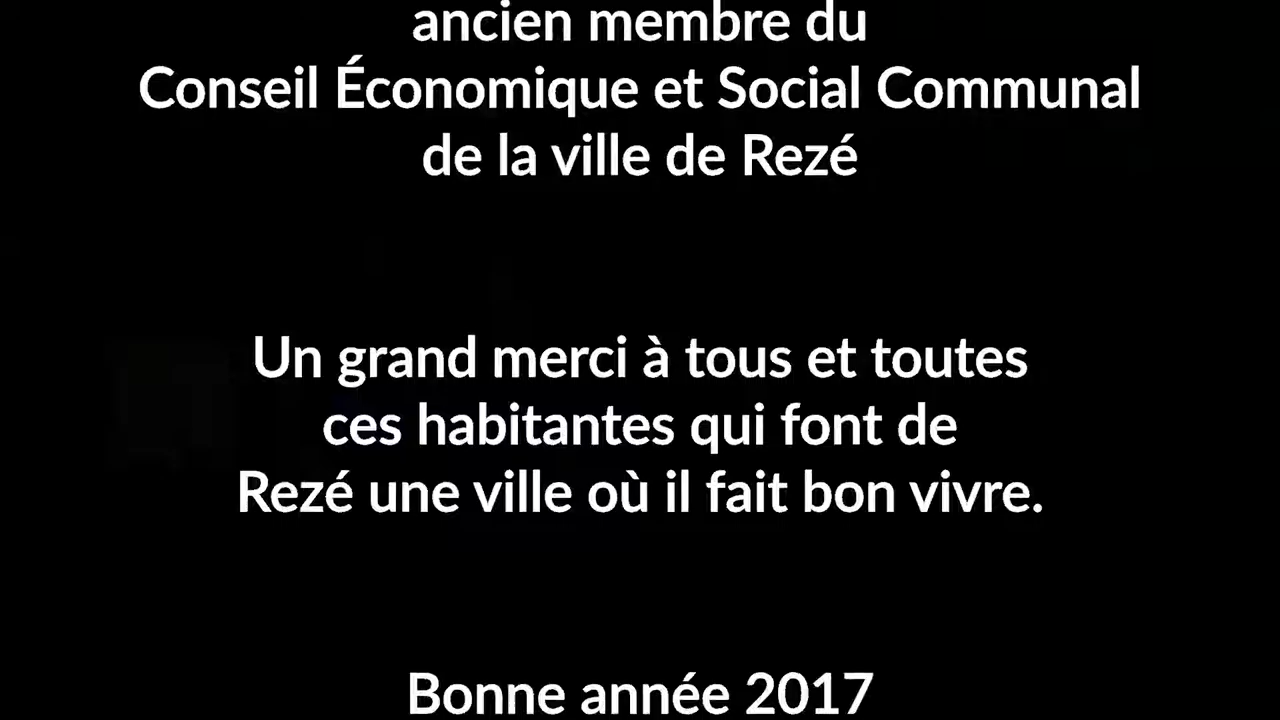 ancien membre du
Conseil Économique et Social Communal
de la ville de Rezé
Un grand merci à tous et toutes
ces habitantes qui font de
Rezé une ville où il fait bon vivre.
Bonne année 2017